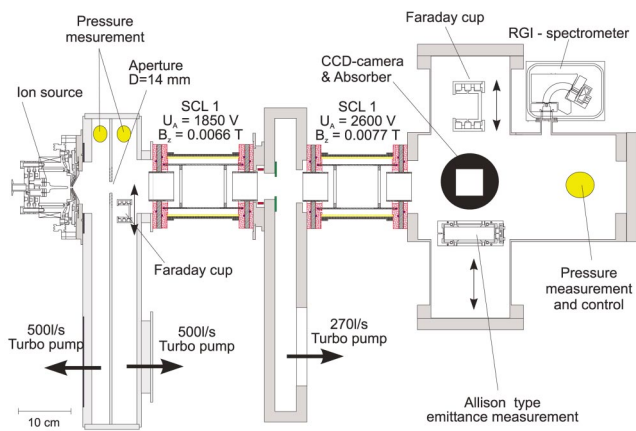 Pressure
mesurement
Aperture
D=14 mm
Ion source
SCL 1
U_A = 1850 V
B_z = 0.0066 T
SCL 1
U_A = 2600 V
B_z = 0.0077 T
Faraday cup
CCD-camera
& Absorber
RGI - spectrometer
Faraday cup
Pressure
measurement
and control
500l/s
Turbo pump
500l/s
Turbo pump
270l/s
Turbo pump
Allison type
emittance measurement
10 cm